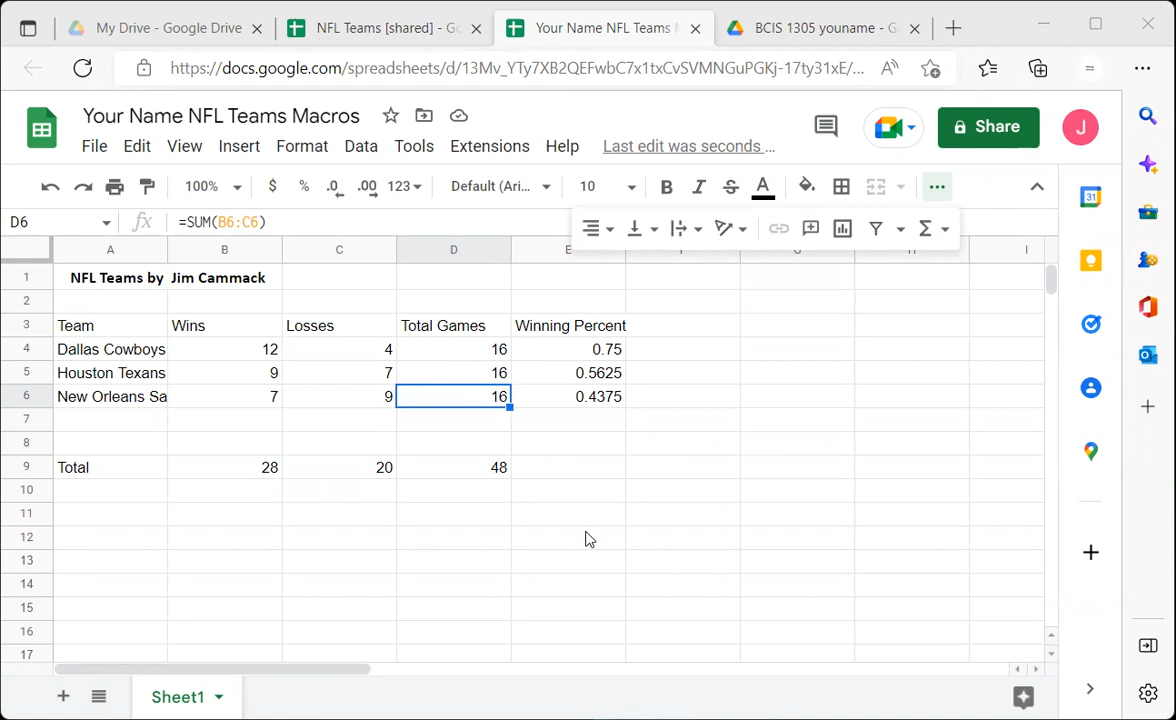 My Drive - Google Drive
NFL Teams [shared] - Go
Your Name NFL Teams M
BCIS 1305 youname - G
https://docs.google.com/spreadsheets/d/13Mv_YTy7XB2QEFwbC7x1txCvSVMNGuPGKj-17ty31xE/...
Your Name NFL Teams Macros
Share
J
File Edit View Insert Format Data Tools Extensions Help Last edit was seconds ...
100% $ % .0 .00 123 Default (Ari... 10 B I S A
D6 fx =SUM(B6:C6)
A B C D E F G H I
1 NFL Teams by Jim Cammack
2
3 Team Wins Losses Total Games Winning Percent
4 Dallas Cowboys 12 4 16 0.75
5 Houston Texans 9 7 16 0.5625
6 New Orleans Sa 7 9 16 0.4375
7
8
9 Total 28 20 48
10
11
12
13
14
15
16
17
Sheet1
31